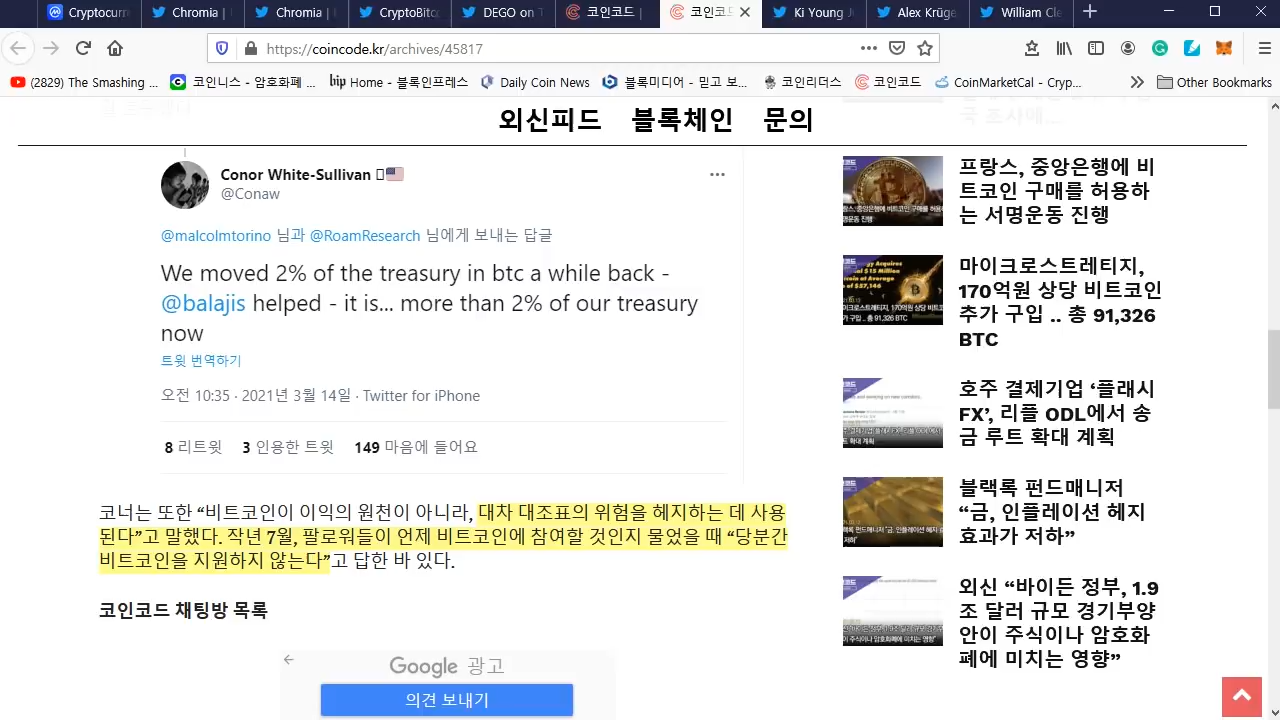 Cryptocurr
Chromia |
Chromia |
CryptoBitc
DEGO on T
코인코드 |
코인코드
Ki Young J
Alex Krüge
William Cle
https://coincode.kr/archives/45817
(2829) The Smashing ...
코인니스 - 암호화폐 ...
Home - 블록인프런스
Daily Coin News
블록미디어 - 먼저 보...
코인리더스
코인코드
CoinMarketCal - Cryp...
Other Bookmarks
외신피드 블록체인 문의
Conor White-Sullivan
@Conaw
@malcolmtorino 님과 @RoamResearch 님에게 보내는 답글
We moved 2% of the treasury in btc a while back -
@balajis helped - it is... more than 2% of our treasury
now
트윗 번역하기
오전 10:35 · 2021년 3월 14일 · Twitter for iPhone
8 리트윗 3 인용한 트윗 149 마음에 들어요
코너는 또한 “비트코인이 이익의 원천이 아니라, 대차 대조표의 위험을 헤지하는 데 사용
된다”고 말했다. 작년 7월, 팔로워들이 언제 비트코인에 참여할 것인지 물었을 때 “당분간
비트코인을 지원하지 않는다”고 답한 바 있다.
코인코드 채팅방 목록
Google 광고
의견 보내기
프랑스, 중앙은행에 비
트코인 구매를 허용하
는 서명운동 진행
마이크로스트레티지,
170억원 상당 비트코인
추가 구입 .. 총 91,326
BTC
호주 결제기업 ‘플래시
FX’, 리플 ODL에서 송
금 루트 확대 계획
블랙록 펀드매니저
“금, 인플레이션 헤지
효과가 저하”
외신 “바이든 정부, 1.9
조 달러 규모 경기부양
안이 주식이나 암호화
폐에 미치는 영향”